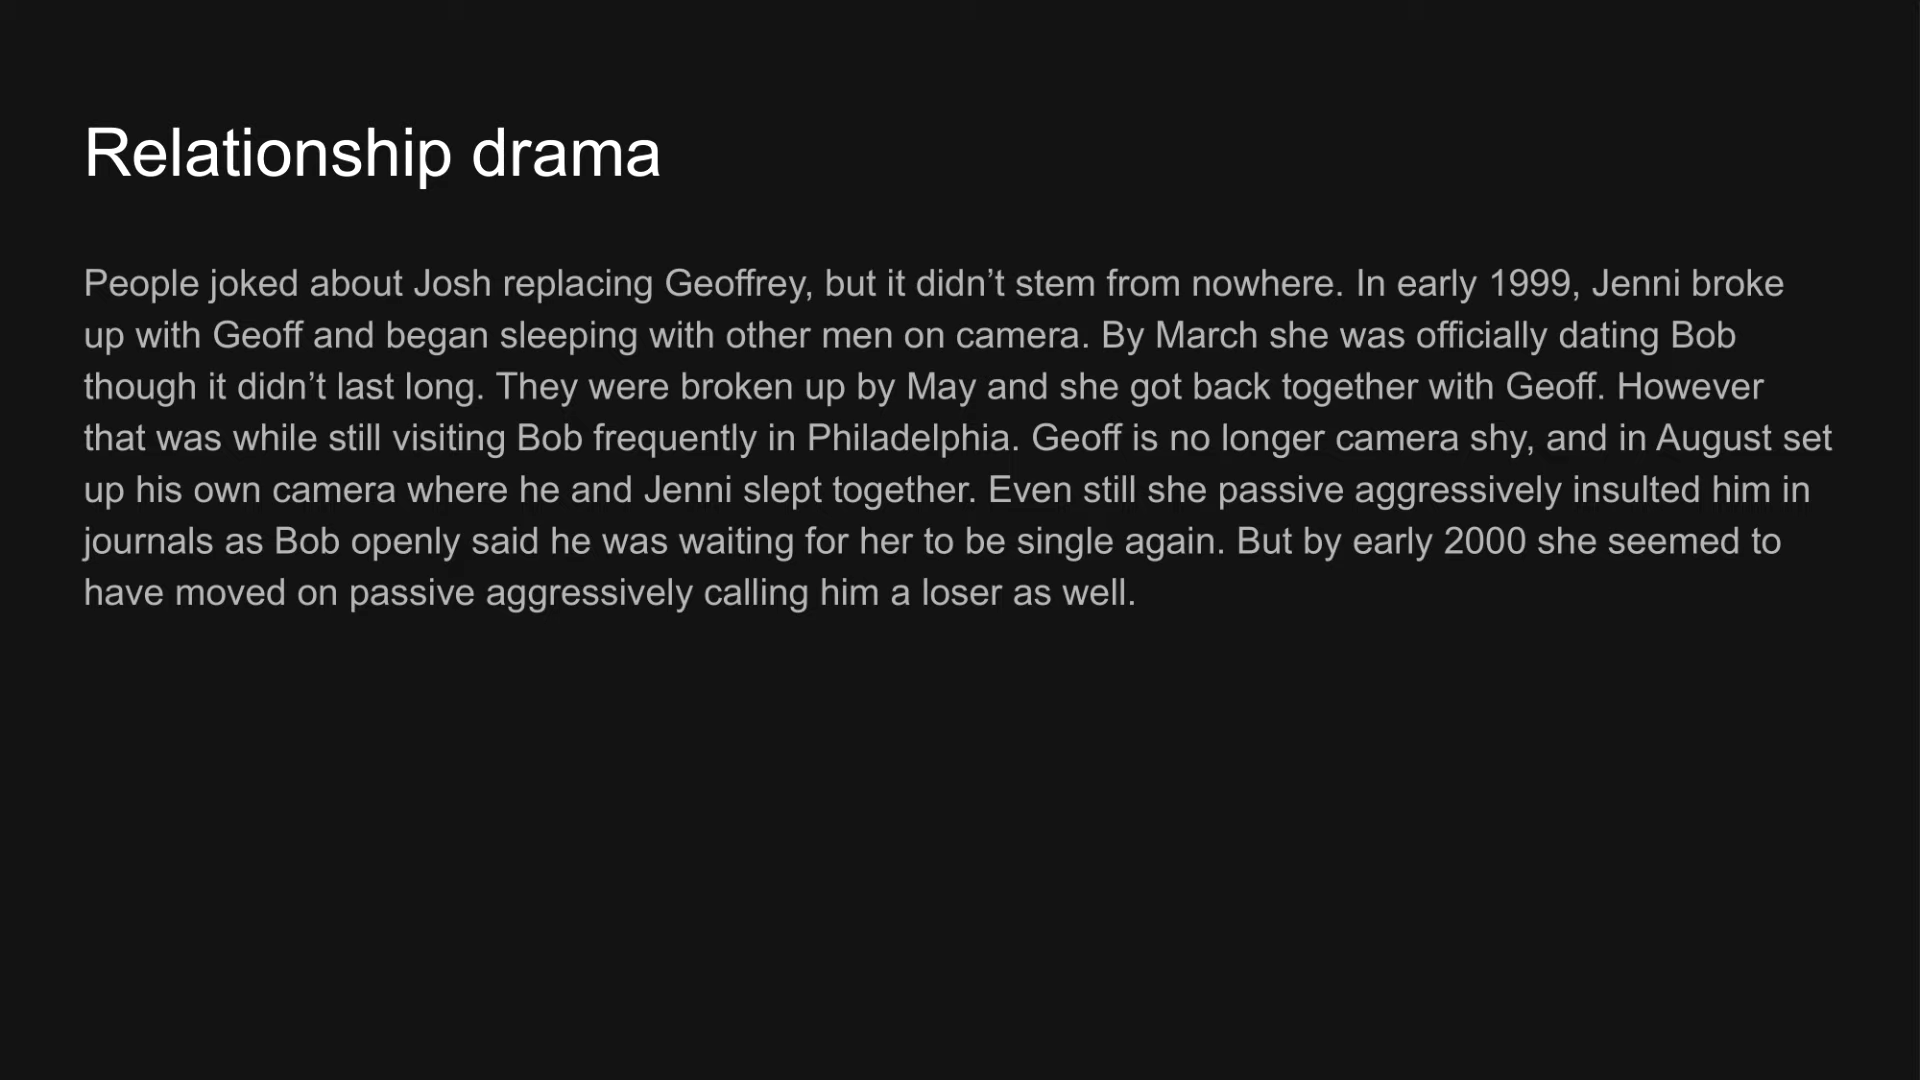 Relationship drama
People joked about Josh replacing Geoffrey, but it didn’t stem from nowhere. In early 1999, Jenni broke
up with Geoff and began sleeping with other men on camera. By March she was officially dating Bob
though it didn’t last long. They were broken up by May and she got back together with Geoff. However
that was while still visiting Bob frequently in Philadelphia. Geoff is no longer camera shy, and in August set
up his own camera where he and Jenni slept together. Even still she passive aggressively insulted him in
journals as Bob openly said he was waiting for her to be single again. But by early 2000 she seemed to
have moved on passive aggressively calling him a loser as well.